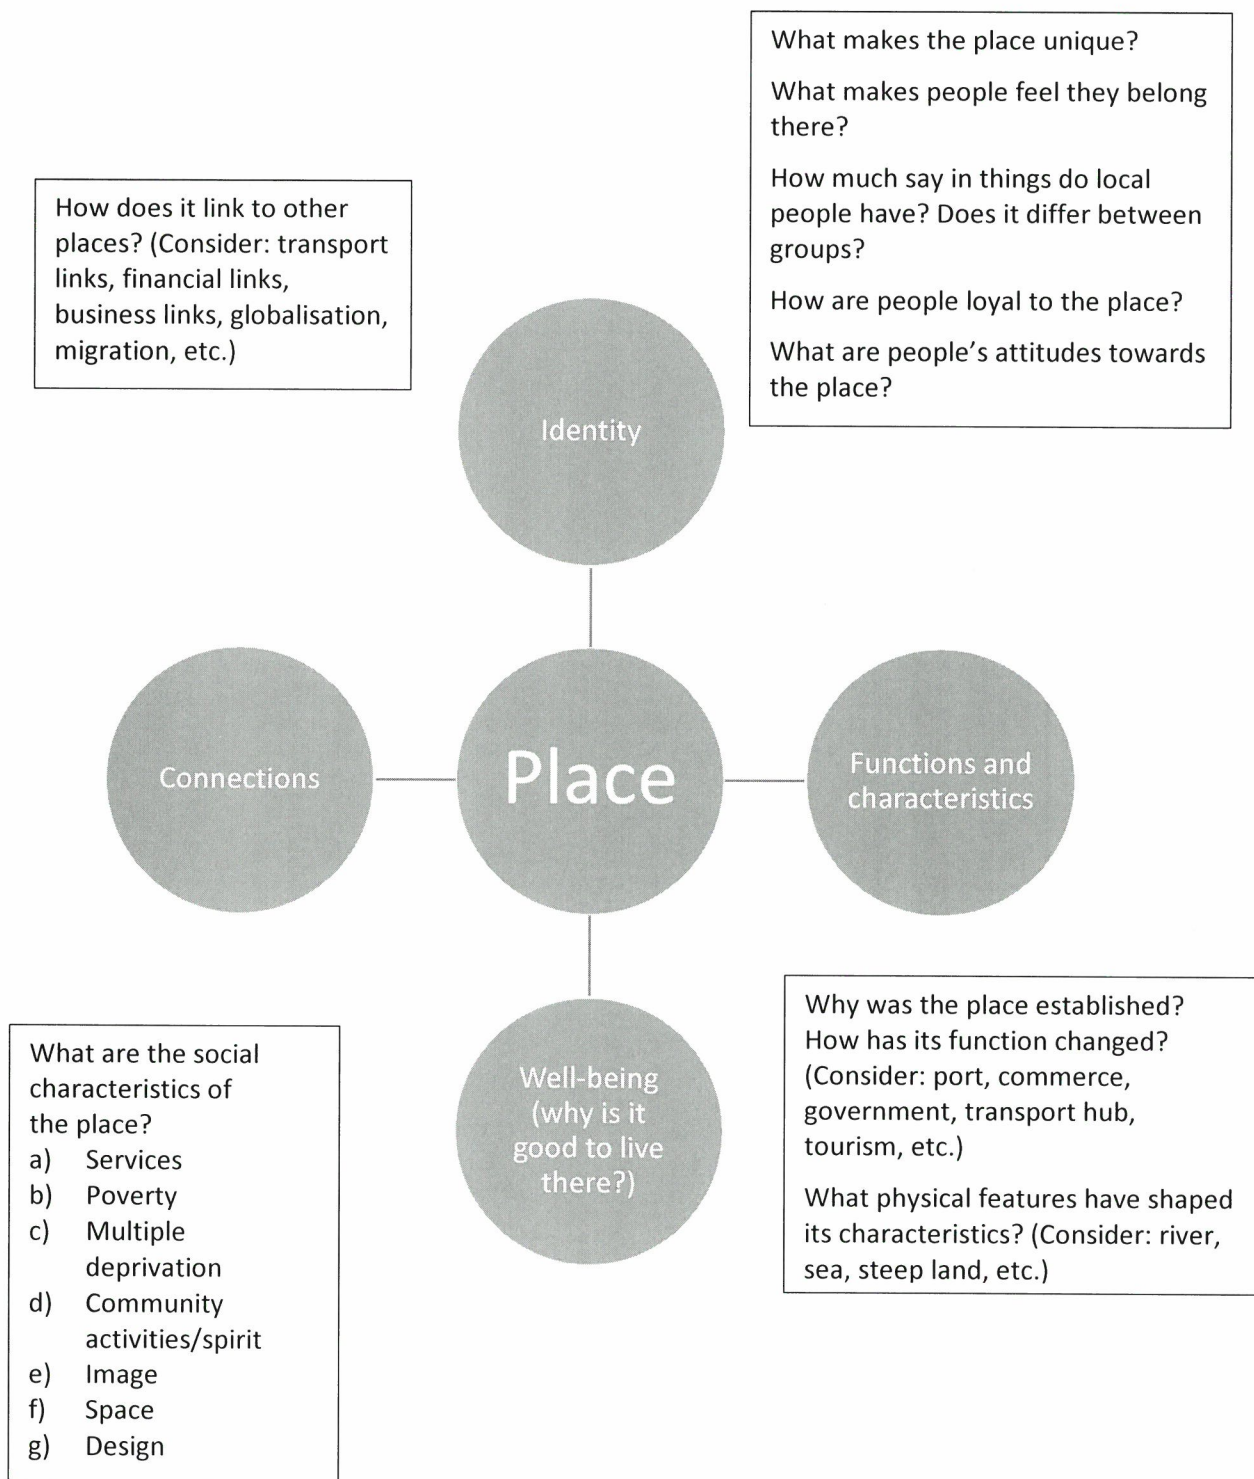 What makes the place unique?
What makes people feel they belong
there?
How much say in things do local
people have? Does it differ between
groups?
How are people loyal to the place?
What are people's attitudes towards
the place?
How does it link to other
places? (Consider: transport
links, financial links,
business links, globalisation,
migration, etc.)
Identity
Connections
Place
Functions and
characteristics
Well-being
(why is it
good to live
there?)
What are the social
characteristics of
the place?
a) Services
b) Poverty
c) Multiple
deprivation
d) Community
activities/spirit
e) Image
f) Space
g) Design
Why was the place established?
How has its function changed?
(Consider: port, commerce,
government, transport hub,
tourism, etc.)
What physical features have shaped
its characteristics? (Consider: river,
sea, steep land, etc.)